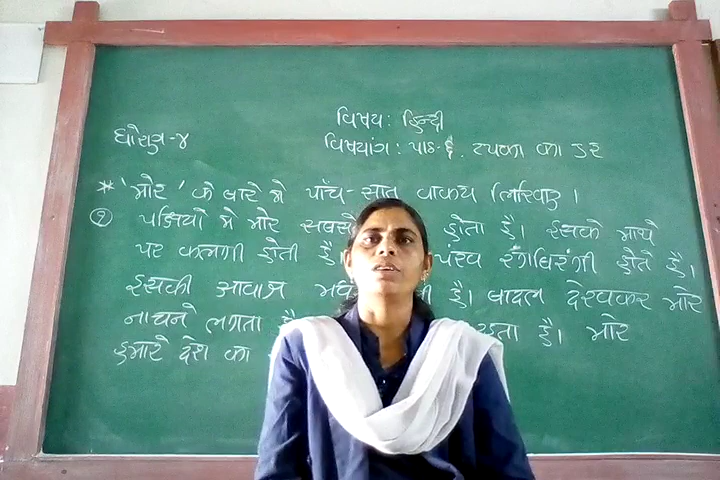 विषय: हिन्दी
धोरण-४
विषयांग: पाठ-६. टपका का डर
* 'मोर' के बारे मे पाँच-सात वाक्य लिखिए।
१ पक्षियों मे मोर सबसे होता है। इसके माथे
पर कलगी होती है। पंख रंगबिरंगी होते है।
इसकी आवाज है। बादल देखकर मोर
नाचने लगता है। मोर
हमारे देश का